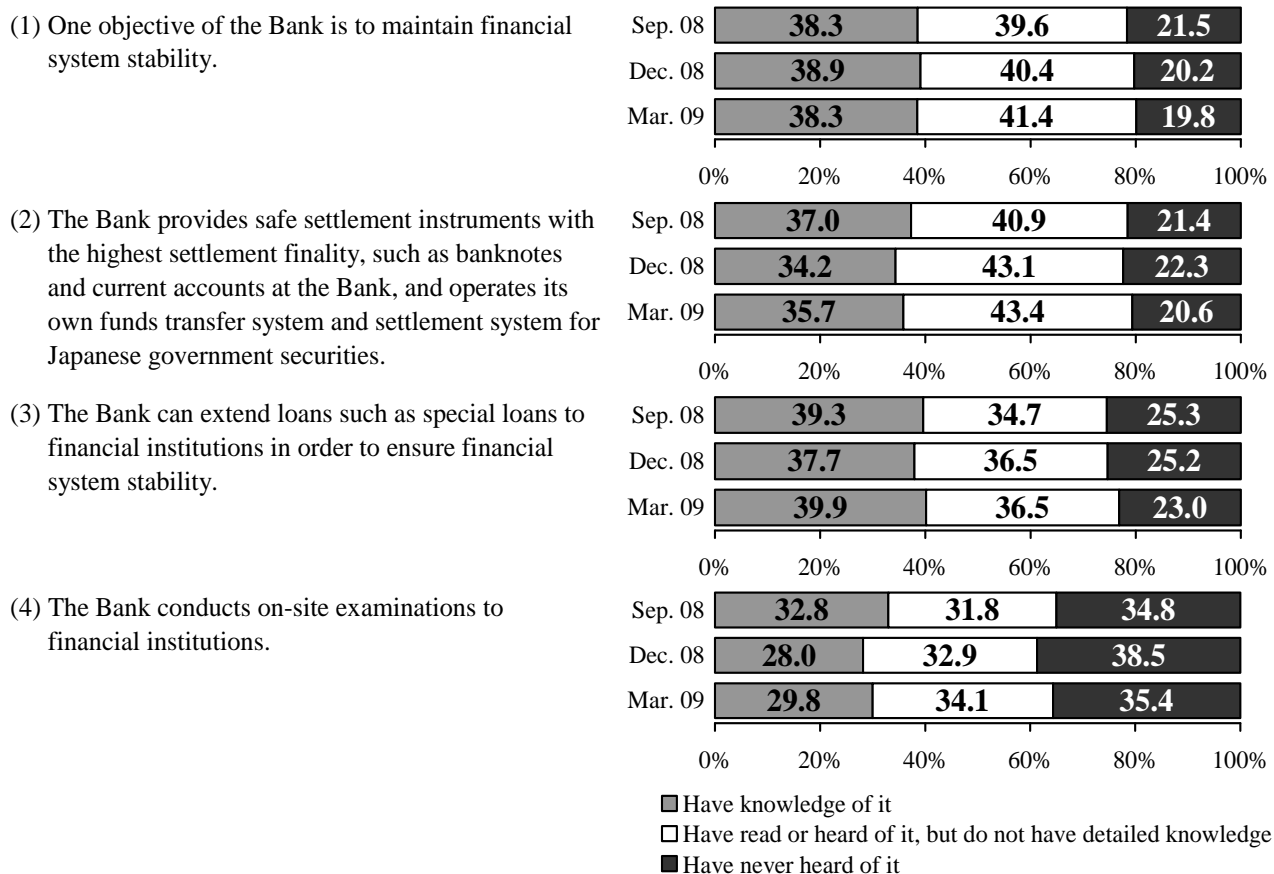 (1) One objective of the Bank is to maintain financial
system stability.
Sep. 08 38.3 39.6 21.5
Dec. 08 38.9 40.4 20.2
Mar. 09 38.3 41.4 19.8
0% 20% 40% 60% 80% 100%
(2) The Bank provides safe settlement instruments with
the highest settlement finality, such as banknotes
and current accounts at the Bank, and operates its
own funds transfer system and settlement system for
Japanese government securities.
Sep. 08 37.0 40.9 21.4
Dec. 08 34.2 43.1 22.3
Mar. 09 35.7 43.4 20.6
0% 20% 40% 60% 80% 100%
(3) The Bank can extend loans such as special loans to
financial institutions in order to ensure financial
system stability.
Sep. 08 39.3 34.7 25.3
Dec. 08 37.7 36.5 25.2
Mar. 09 39.9 36.5 23.0
0% 20% 40% 60% 80% 100%
(4) The Bank conducts on-site examinations to
financial institutions.
Sep. 08 32.8 31.8 34.8
Dec. 08 28.0 32.9 38.5
Mar. 09 29.8 34.1 35.4
0% 20% 40% 60% 80% 100%
Have knowledge of it
Have read or heard of it, but do not have detailed knowledge
Have never heard of it